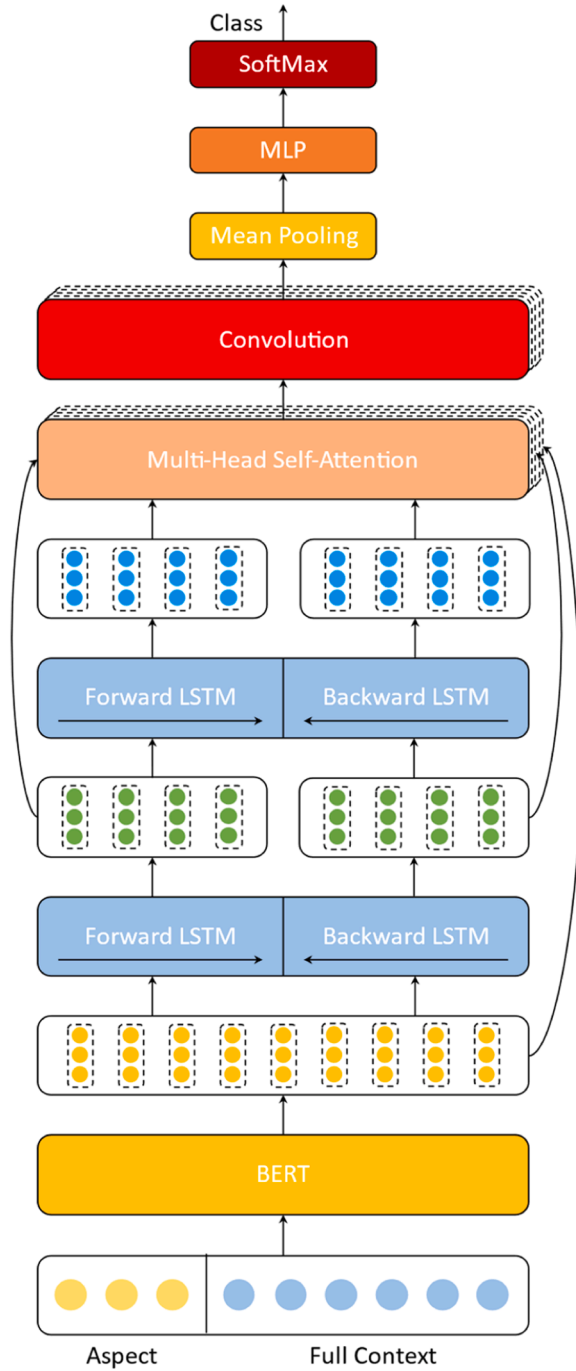 Class
SoftMax
MLP
Mean Pooling
Convolution
Multi-Head Self-Attention
Forward LSTM
Backward LSTM
Forward LSTM
Backward LSTM
BERT
Aspect
Full Context